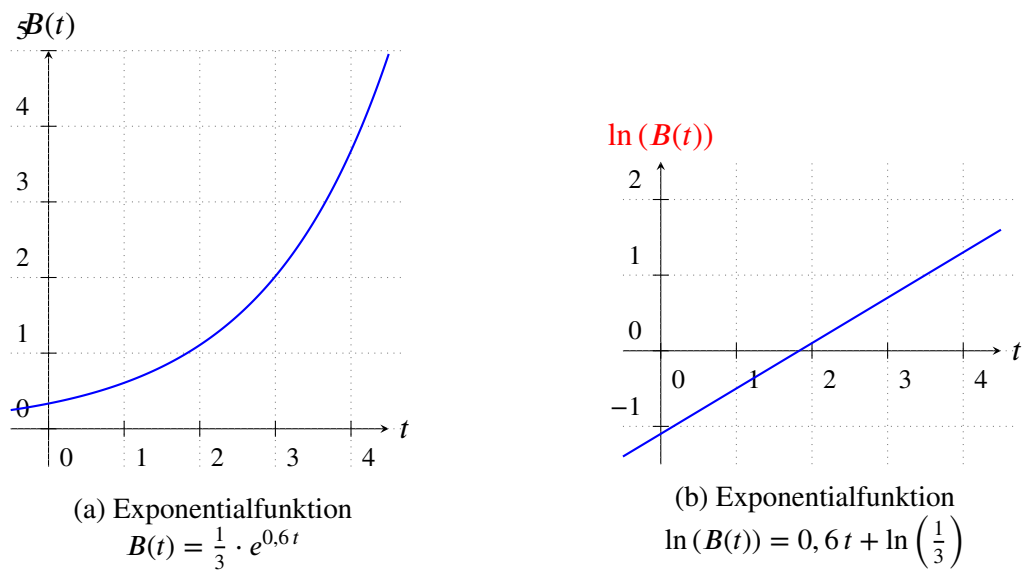 5
B(t)
4
3
2
1
0
t
0 1 2 3 4
(a) Exponentialfunktion
B(t) = 1/3 · e^{0,6 t}
ln (B(t))
2
1
0
t
0 1 2 3 4
−1
(b) Exponentialfunktion
ln (B(t)) = 0, 6 t + ln (1/3)